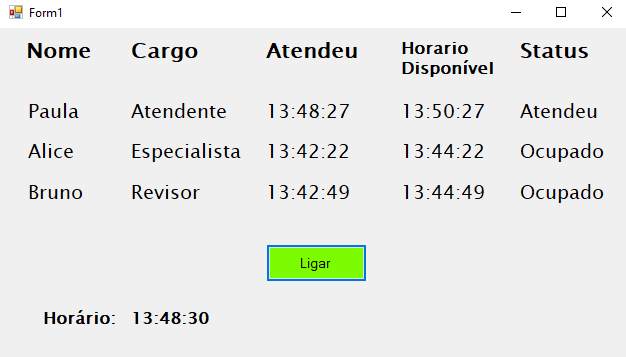 Form1
Nome Cargo Atendeu Horario Disponível Status
Paula Atendente 13:48:27 13:50:27 Atendeu
Alice Especialista 13:42:22 13:44:22 Ocupado
Bruno Revisor 13:42:49 13:44:49 Ocupado
Ligar
Horário: 13:48:30